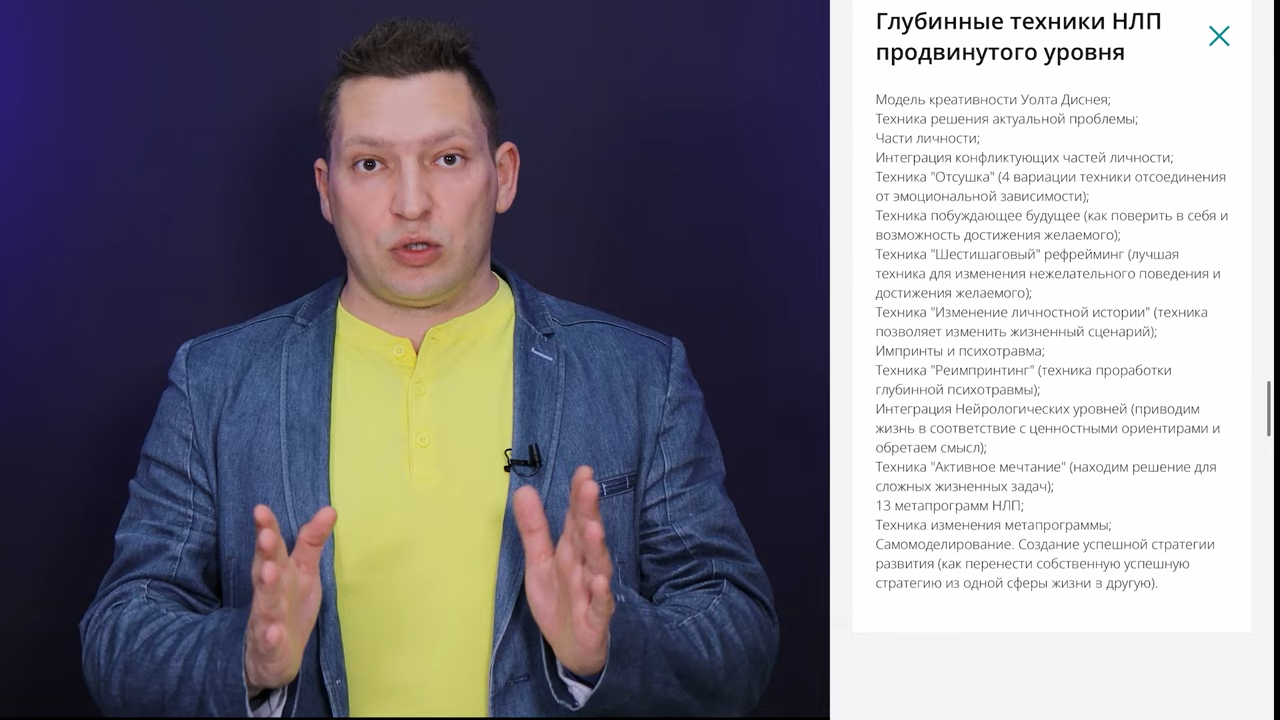 Глубинные техники НЛП
продвинутого уровня
Модель креативности Уолта Диснея;
Техника решения актуальной проблемы;
Части личности;
Интеграция конфликтующих частей личности;
Техника "Отсушка" (4 вариации техники отсоединения
от эмоциональной зависимости);
Техника побуждающее будущее (как поверить в себя и
возможность достижения желаемого);
Техника "Шестишаговый" рефрейминг (лучшая
техника для изменения нежелательного поведения и
достижения желаемого);
Техника "Изменение личностной истории" (техника
позволяет изменить жизненный сценарий);
Импринты и психотравма;
Техника "Реимпринтинг" (техника проработки
глубинной психотравмы);
Интеграция Нейрологических уровней (приводим
жизнь в соответствие с ценностными ориентирами и
обретаем смысл);
Техника "Активное мечтание" (находим решение для
сложных жизненных задач);
13 метапрограмм НЛП;
Техника изменения метапрограммы;
Самомоделирование. Создание успешной стратегии
развития (как перенести собственную успешную
стратегию из одной сферы жизни в другую).